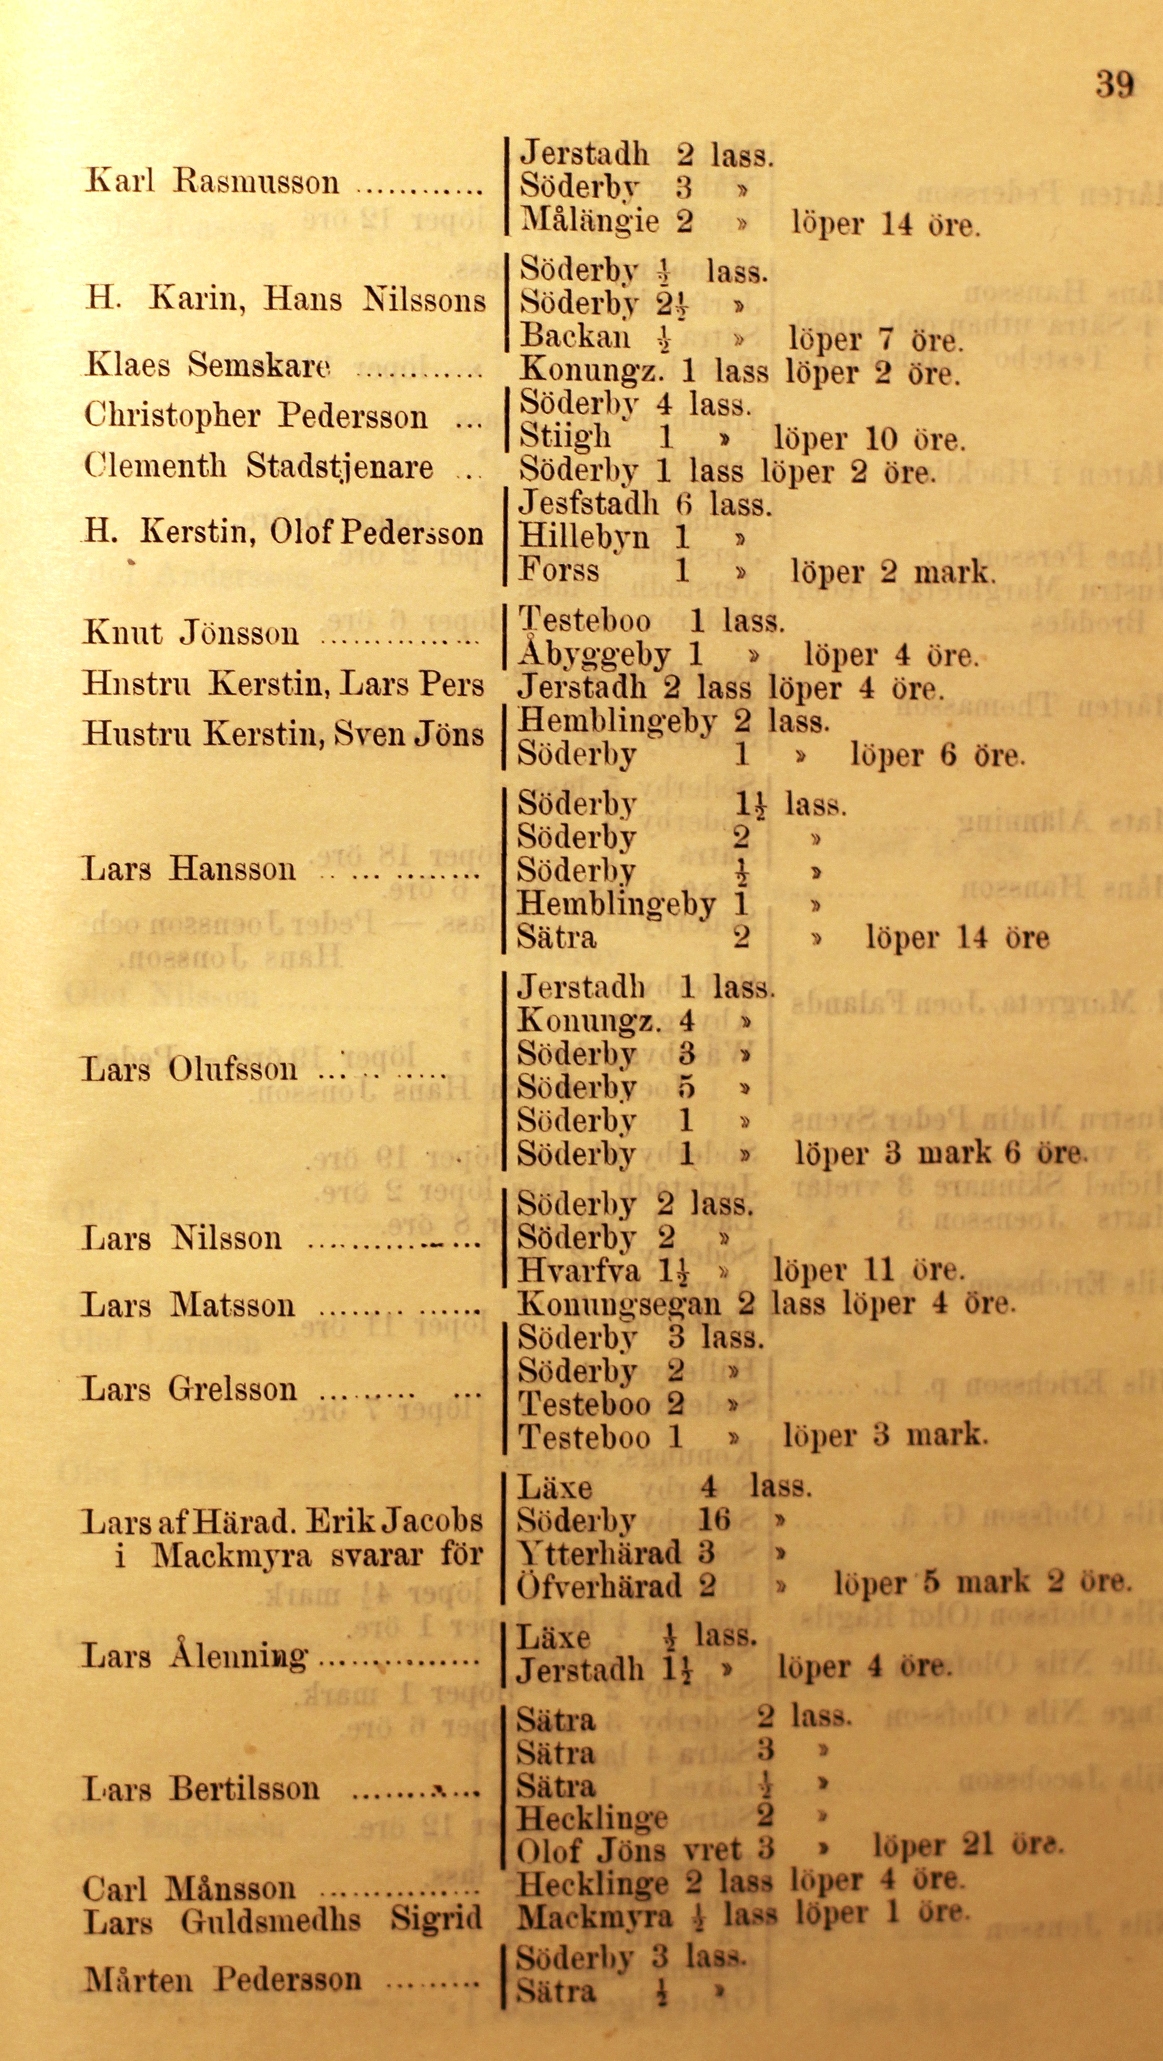 39
Jerstadh 2 lass.
Karl Rasmusson ............ Söderby 3 »
Målängie 2 » löper 14 öre.
Söderby ½ lass.
H. Karin, Hans Nilssons Söderby 2½ »
Backan ½ » löper 7 öre.
Klaes Semskare ............ Konungz. 1 lass löper 2 öre.
Christopher Pedersson ... Söderby 4 lass.
Stiigh 1 » löper 10 öre.
Clementh Stadstjenare ... Söderby 1 lass löper 2 öre.
Jesfstadh 6 lass.
H. Kerstin, Olof Pedersson Hillebyn 1 »
Forss 1 » löper 2 mark.
Knut Jönsson ............... Testeboo 1 lass.
Åbyggeby 1 » löper 4 öre.
Hnstru Kerstin, Lars Pers Jerstadh 2 lass löper 4 öre.
Hustru Kerstin, Sven Jöns Hemblingeby 2 lass.
Söderby 1 » löper 6 öre.
Söderby 1½ lass.
Söderby 2 »
Lars Hansson ............... Söderby ½ »
Hemblingeby 1 »
Sätra 2 » löper 14 öre
Jerstadh 1 lass.
Konungz. 4 »
Söderby 3 »
Lars Olufsson ............ Söderby 5 »
Söderby 1 »
Söderby 1 » löper 3 mark 6 öre.
Söderby 2 lass.
Lars Nilsson ............... Söderby 2 »
Hvarfva 1½ » löper 11 öre.
Lars Matsson ............... Konungsegan 2 lass löper 4 öre.
Söderby 3 lass.
Söderby 2 »
Lars Grelsson ............ Testeboo 2 »
Testeboo 1 » löper 3 mark.
Läxe 4 lass.
Lars af Härad. Erik Jacobs Söderby 16 »
i Mackmyra svarar för Ytterhärad 3 »
Öfverhärad 2 » löper 5 mark 2 öre.
Lars Ålenning ............... Läxe ½ lass.
Jerstadh 1½ » löper 4 öre.
Sätra 2 lass.
Sätra 3 »
Lars Bertilsson ............ Sätra ½ »
Hecklinge 2 »
Olof Jöns vret 3 » löper 21 öre.
Carl Månsson ............... Hecklinge 2 lass löper 4 öre.
Lars Guldsmedhs Sigrid Mackmyra ½ lass löper 1 öre.
Mårten Pedersson ......... Söderby 3 lass.
Sätra ½ »